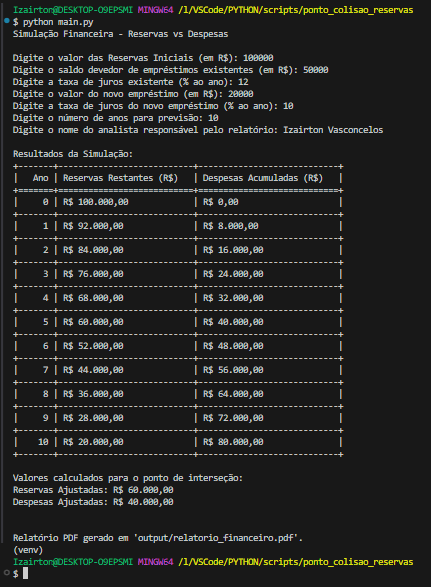 Izairton@DESKTOP-O9EPSMI MINGW64 /l/VSCode/PYTHON/scripts/ponto_colisao_reservas
$ python main.py
Simulação Financeira - Reservas vs Despesas
Digite o valor das Reservas Iniciais (em R$): 100000
Digite o saldo devedor de empréstimos existentes (em R$): 50000
Digite a taxa de juros existente (% ao ano): 12
Digite o valor do novo empréstimo (em R$): 20000
Digite a taxa de juros do novo empréstimo (% ao ano): 10
Digite o número de anos para previsão: 10
Digite o nome do analista responsável pelo relatório: Izairton Vasconcelos
Resultados da Simulação:
| Ano | Reservas Restantes (R$) | Despesas Acumuladas (R$) |
| 0 | R$ 100.000,00 | R$ 0,00 |
| 1 | R$ 92.000,00 | R$ 8.000,00 |
| 2 | R$ 84.000,00 | R$ 16.000,00 |
| 3 | R$ 76.000,00 | R$ 24.000,00 |
| 4 | R$ 68.000,00 | R$ 32.000,00 |
| 5 | R$ 60.000,00 | R$ 40.000,00 |
| 6 | R$ 52.000,00 | R$ 48.000,00 |
| 7 | R$ 44.000,00 | R$ 56.000,00 |
| 8 | R$ 36.000,00 | R$ 64.000,00 |
| 9 | R$ 28.000,00 | R$ 72.000,00 |
| 10 | R$ 20.000,00 | R$ 80.000,00 |
Valores calculados para o ponto de interseção:
Reservas Ajustadas: R$ 60.000,00
Despesas Ajustadas: R$ 40.000,00
Relatório PDF gerado em 'output/relatorio_financeiro.pdf'.
(venv)
Izairton@DESKTOP-O9EPSMI MINGW64 /l/VSCode/PYTHON/scripts/ponto_colisao_reservas
$